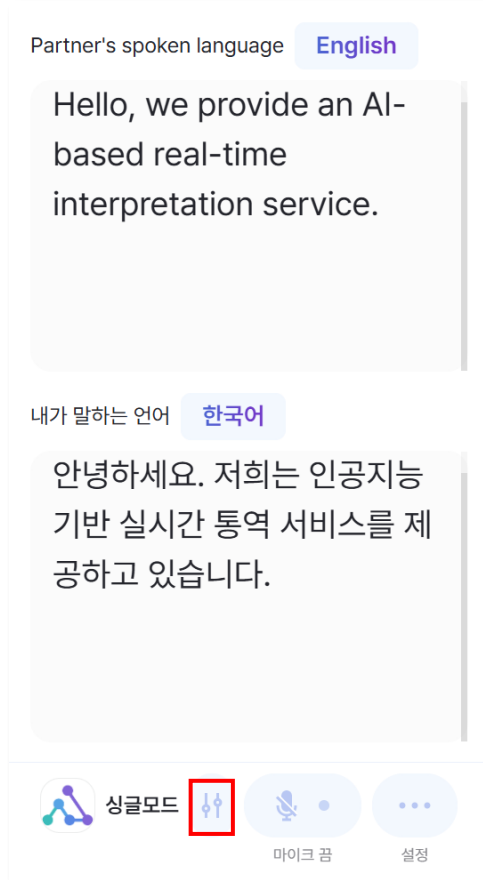 Partner's spoken language English
Hello, we provide an AI-
based real-time
interpretation service.
내가 말하는 언어 한국어
안녕하세요. 저희는 인공지능
기반 실시간 통역 서비스를 제
공하고 있습니다.
싱글모드
마이크 끔 설정